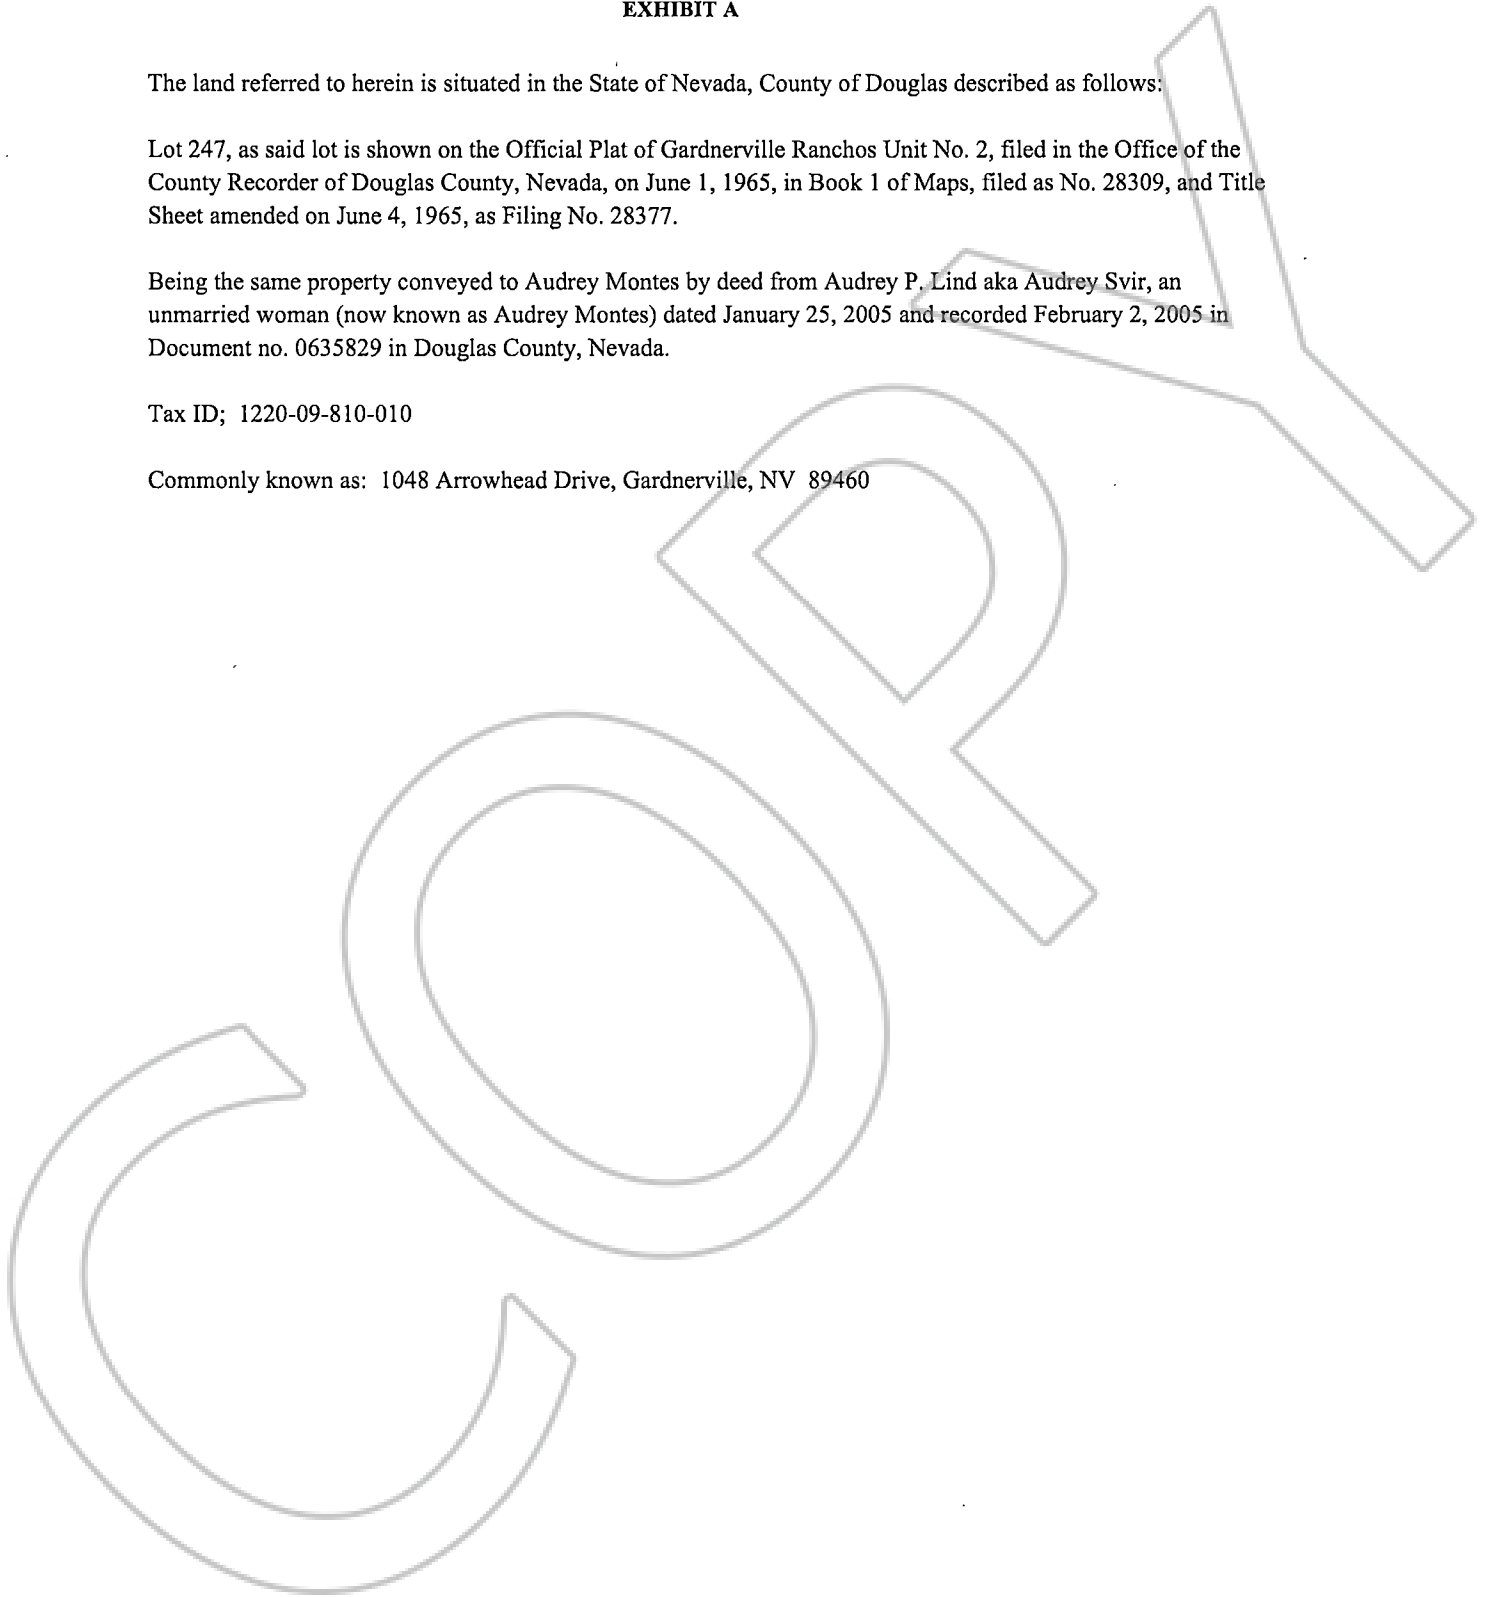 EXHIBIT A
The land referred to herein is situated in the State of Nevada, County of Douglas described as follows:
Lot 247, as said lot is shown on the Official Plat of Gardnerville Ranchos Unit No. 2, filed in the Office of the
County Recorder of Douglas County, Nevada, on June 1, 1965, in Book 1 of Maps, filed as No. 28309, and Title
Sheet amended on June 4, 1965, as Filing No. 28377.
Being the same property conveyed to Audrey Montes by deed from Audrey P. Lind aka Audrey Svir, an
unmarried woman (now known as Audrey Montes) dated January 25, 2005 and recorded February 2, 2005 in
Document no. 0635829 in Douglas County, Nevada.
Tax ID;  1220-09-810-010
Commonly known as:  1048 Arrowhead Drive, Gardnerville, NV  89460
COPY